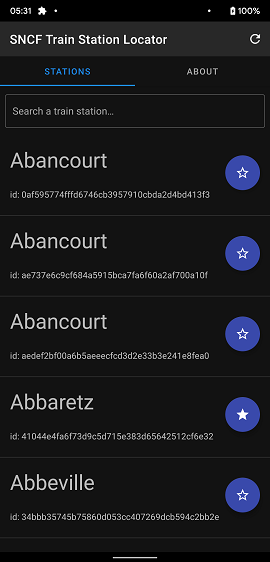 05:31 100%
SNCF Train Station Locator
STATIONS ABOUT
Search a train station…
Abancourt
id: 0af595774fffd6746cb3957910cbda2d4bd413f3
Abancourt
id: ae737e6c9cf684a5915bca7fa6f60a2af700a10f
Abancourt
id: aedef2bf00a6b5aeeecfcd3d2e33b3e241e8fea0
Abbaretz
id: 41044e4fa6f73d9c5d715e383d65642512cf6e32
Abbeville
id: 34bbb35745b75860d053cc407269dcb594c2bb2e